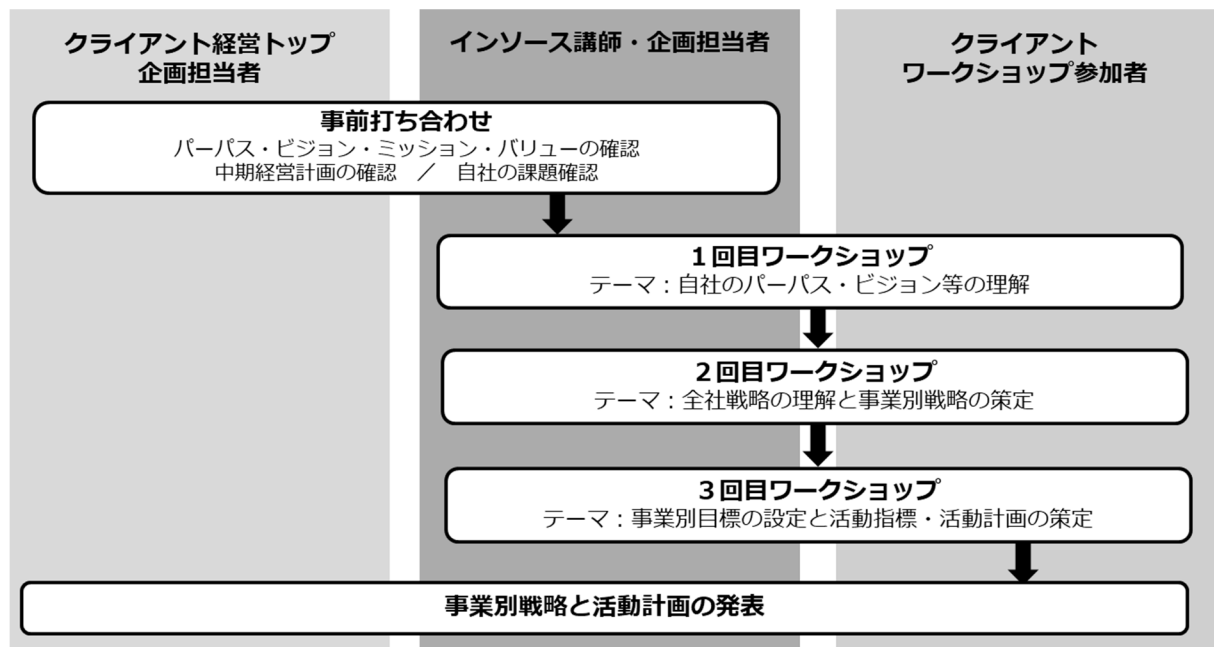 クライアント経営トップ
企画担当者
インソース講師・企画担当者
クライアント
ワークショップ参加者
事前打ち合わせ
パーパス・ビジョン・ミッション・バリューの確認
中期経営計画の確認　／　自社の課題確認
１回目ワークショップ
テーマ：自社のパーパス・ビジョン等の理解
２回目ワークショップ
テーマ：全社戦略の理解と事業別戦略の策定
３回目ワークショップ
テーマ：事業別目標の設定と活動指標・活動計画の策定
事業別戦略と活動計画の発表